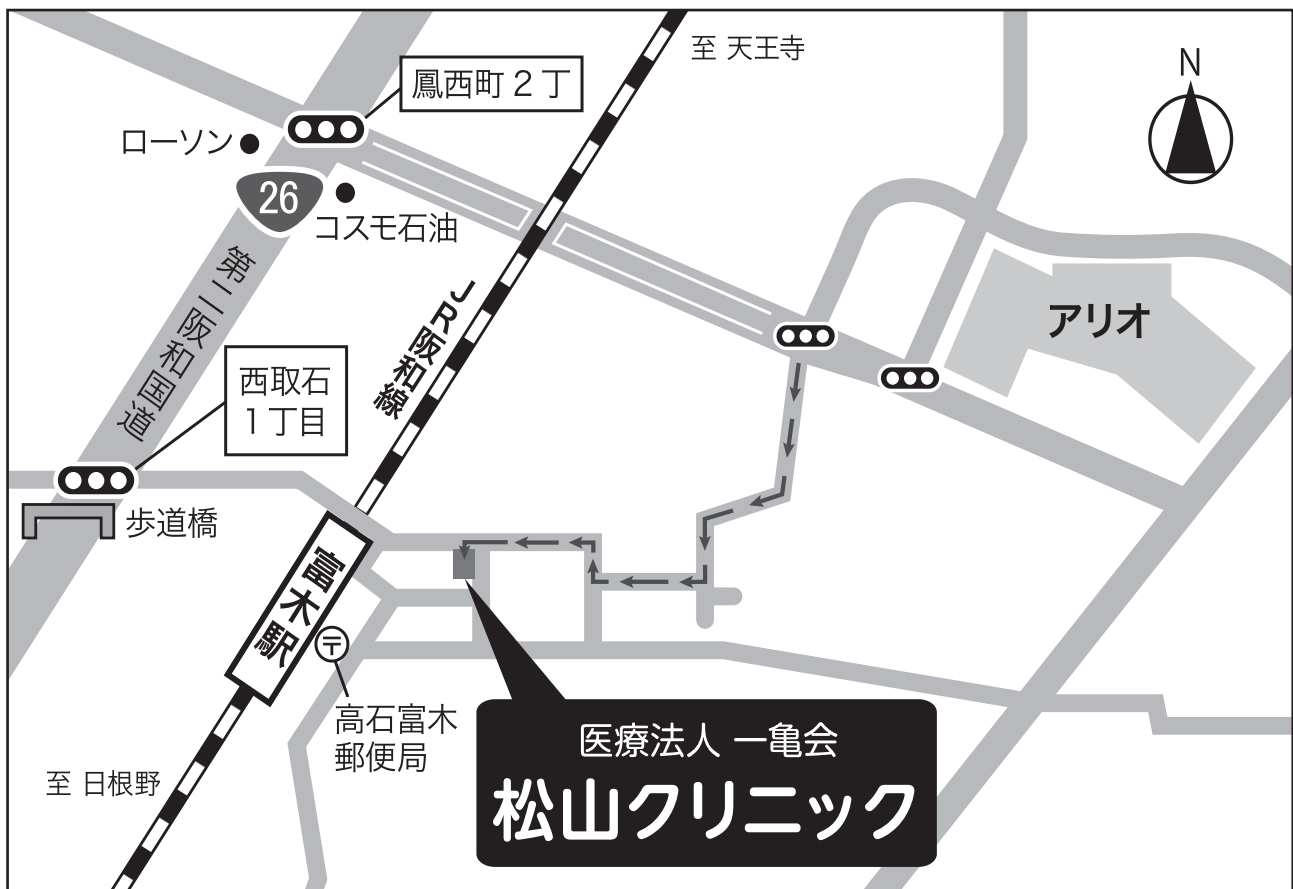 至 天王寺
N
鳳西町 2 丁
ローソン
26
コスモ石油
第二阪和国道
JR阪和線
アリオ
西取石
1丁目
歩道橋
富木駅
〒
高石富木
郵便局
至 日根野
医療法人 一亀会
松山クリニック